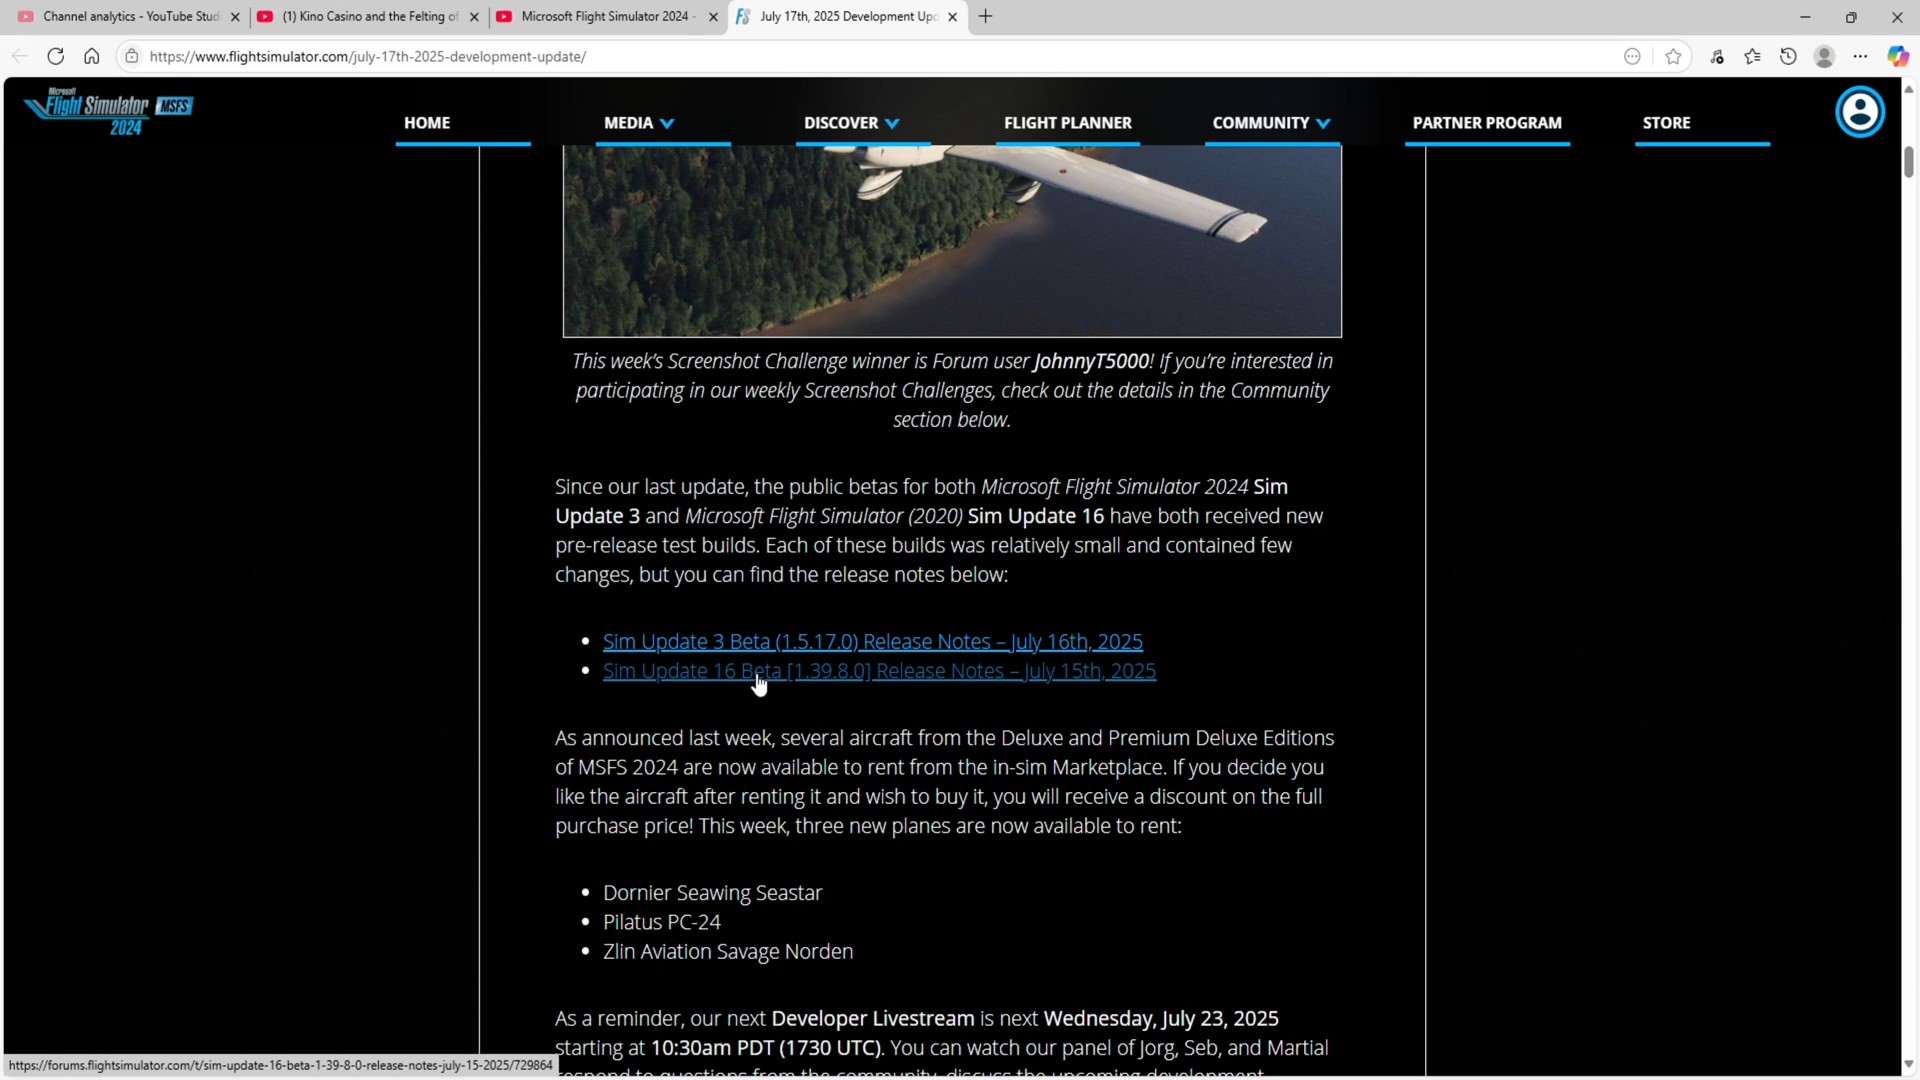 Channel analytics - YouTube Stud
(1) Kino Casino and the Felting of
Microsoft Flight Simulator 2024 -
July 17th, 2025 Development Upd
https://www.flightsimulator.com/july-17th-2025-development-update/
Microsoft
Flight Simulator MSFS
2024
HOME
MEDIA
DISCOVER
FLIGHT PLANNER
COMMUNITY
PARTNER PROGRAM
STORE
This week's Screenshot Challenge winner is Forum user JohnnyT5000! If you're interested in
participating in our weekly Screenshot Challenges, check out the details in the Community
section below.
Since our last update, the public betas for both Microsoft Flight Simulator 2024 Sim
Update 3 and Microsoft Flight Simulator (2020) Sim Update 16 have both received new
pre-release test builds. Each of these builds was relatively small and contained few
changes, but you can find the release notes below:
• Sim Update 3 Beta (1.5.17.0) Release Notes – July 16th, 2025
• Sim Update 16 Beta [1.39.8.0] Release Notes – July 15th, 2025
As announced last week, several aircraft from the Deluxe and Premium Deluxe Editions
of MSFS 2024 are now available to rent from the in-sim Marketplace. If you decide you
like the aircraft after renting it and wish to buy it, you will receive a discount on the full
purchase price! This week, three new planes are now available to rent:
• Dornier Seawing Seastar
• Pilatus PC-24
• Zlin Aviation Savage Norden
As a reminder, our next Developer Livestream is next Wednesday, July 23, 2025
starting at 10:30am PDT (1730 UTC). You can watch our panel of Jorg, Seb, and Martial
respond to questions from the community, discuss the upcoming development
https://forums.flightsimulator.com/t/sim-update-16-beta-1-39-8-0-release-notes-july-15-2025/729864